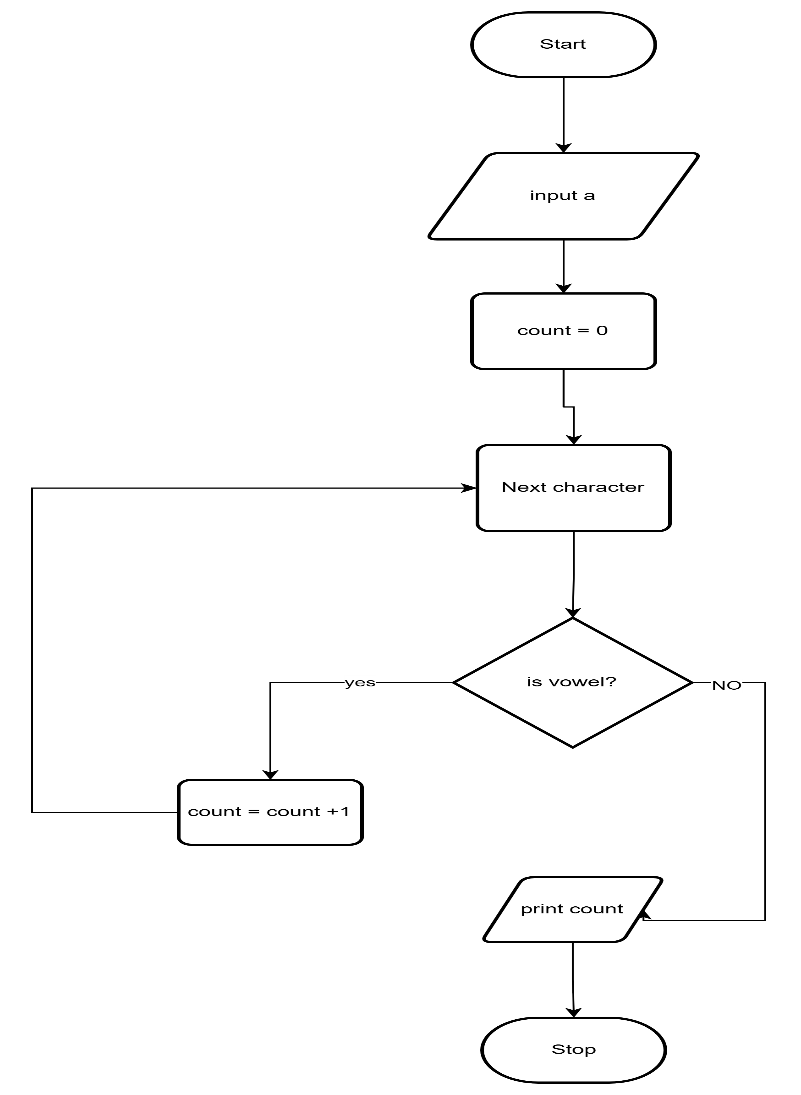 Start
input a
count = 0
Next character
is vowel?
yes
NO
count = count +1
print count
Stop